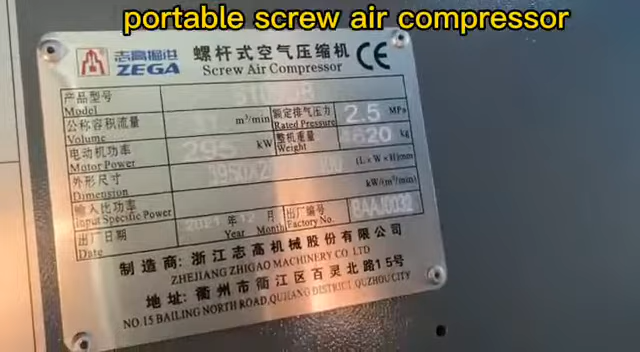 portable screw air compressor
志高掘进 螺杆式空气压缩机 CE
ZEGA Screw Air Compressor
产品型号
Model
公称容积流量 m³/min 额定排气压力 2.5 MPa
Volume Rated Pressure
电动机功率 295 kW 整机重量 4620 kg
Motor Power Weight
外形尺寸 (L×W×H)mm
Dimension
输入比功率 kW/(m³/min)
Input Specific Power
出厂日期 2021 年 12 月 出厂编号
Date Year Month Factory No.
制造商: 浙江志高机械股份有限公司
ZHEJIANG ZHIGAO MACHINERY CO LTD
地址: 衢州市衢江区百灵北路15号
NO.15 BAILING NORTH ROAD, QUJIANG DISTRICT, QUZHOU CITY